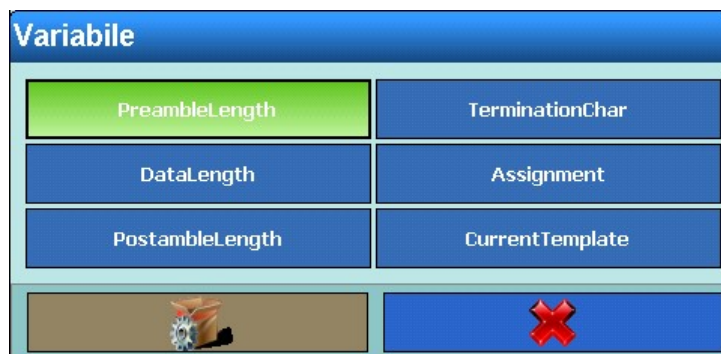 Variabile
PreambleLength TerminationChar
DataLength Assignment
PostambleLength CurrentTemplate